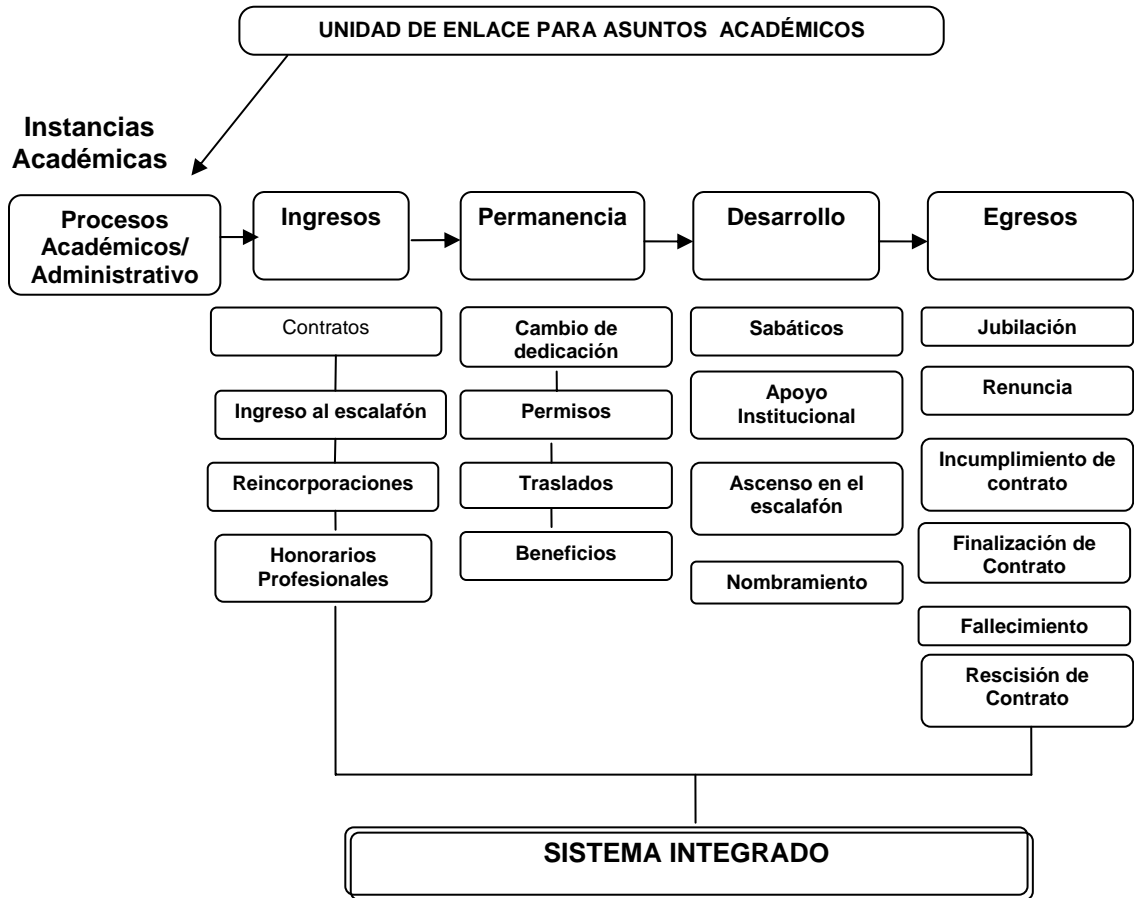 UNIDAD DE ENLACE PARA ASUNTOS ACADÉMICOS
Instancias
Académicas
Procesos
Académicos/
Administrativo
Ingresos
Permanencia
Desarrollo
Egresos
Contratos
Ingreso al escalafón
Reincorporaciones
Honorarios
Profesionales
Cambio de
dedicación
Permisos
Traslados
Beneficios
Sabáticos
Apoyo
Institucional
Ascenso en el
escalafón
Nombramiento
Jubilación
Renuncia
Incumplimiento de
contrato
Finalización de
Contrato
Fallecimiento
Rescisión de
Contrato
SISTEMA INTEGRADO